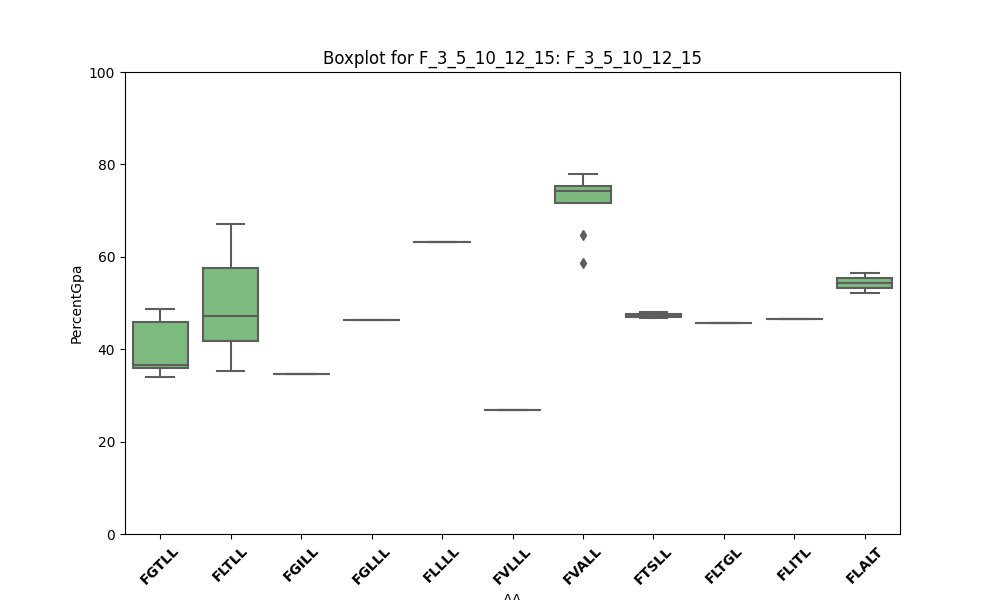 Boxplot for F_3_5_10_12_15: F_3_5_10_12_15
100
80
60
40
20
0
PercentGpa
FGTLL
FLTLL
FGILL
FGLLL
FLLLL
FVLLL
FVALL
FTSLL
FLTGL
FLITL
FLALT